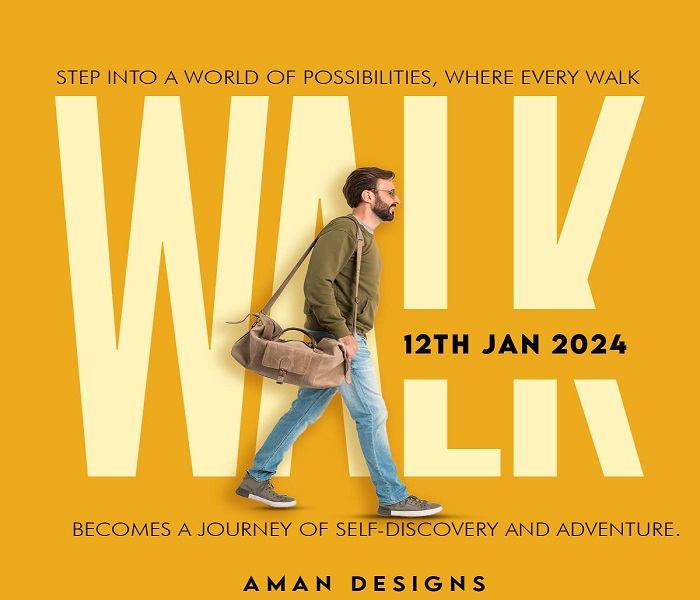 STEP INTO A WORLD OF POSSIBILITIES, WHERE EVERY WALK
WALK
12TH JAN 2024
BECOMES A JOURNEY OF SELF-DISCOVERY AND ADVENTURE.
AMAN DESIGNS